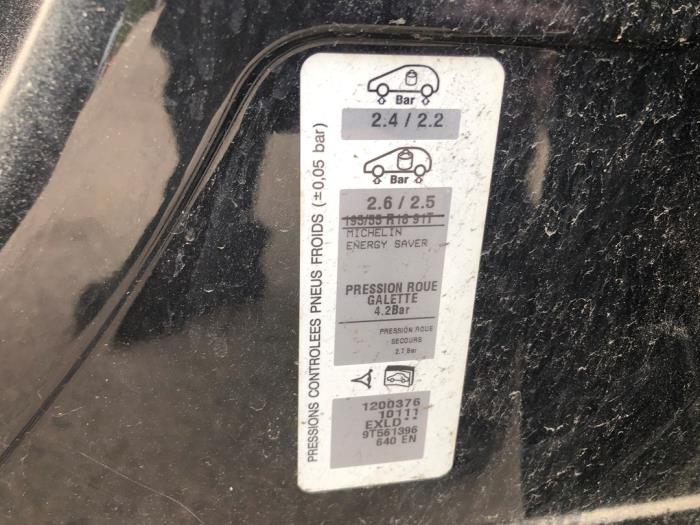 PRESSIONS CONTROLEES PNEUS FROIDS (±0,05 bar)
Bar
2.4 / 2.2
Bar
2.6 / 2.5
195/55 R16 91T
MICHELIN
ENERGY SAVER
PRESSION ROUE
GALETTE
4.2Bar
PRESSION ROUE
SECOURS
2.7 Bar
1200376
10111
EXLD**
9T561396
640 EN